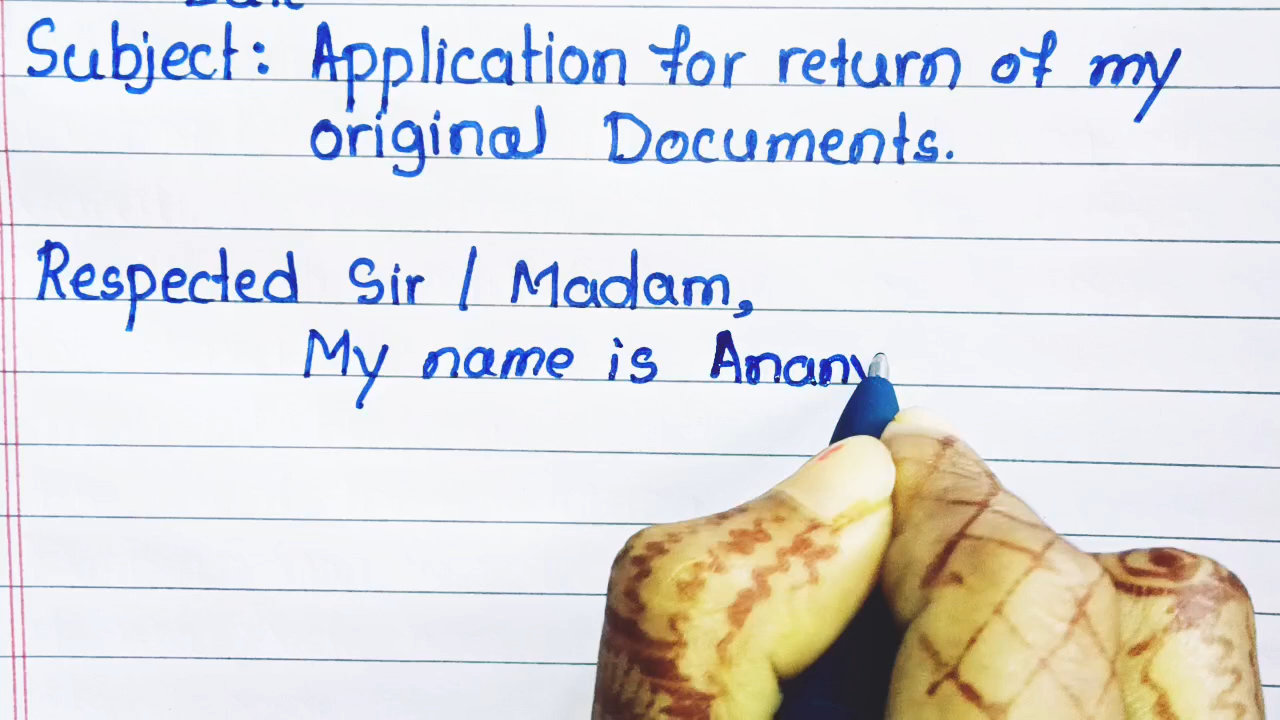 Subject: Application for return of my
original Documents.
Respected Sir / Madam,
My name is